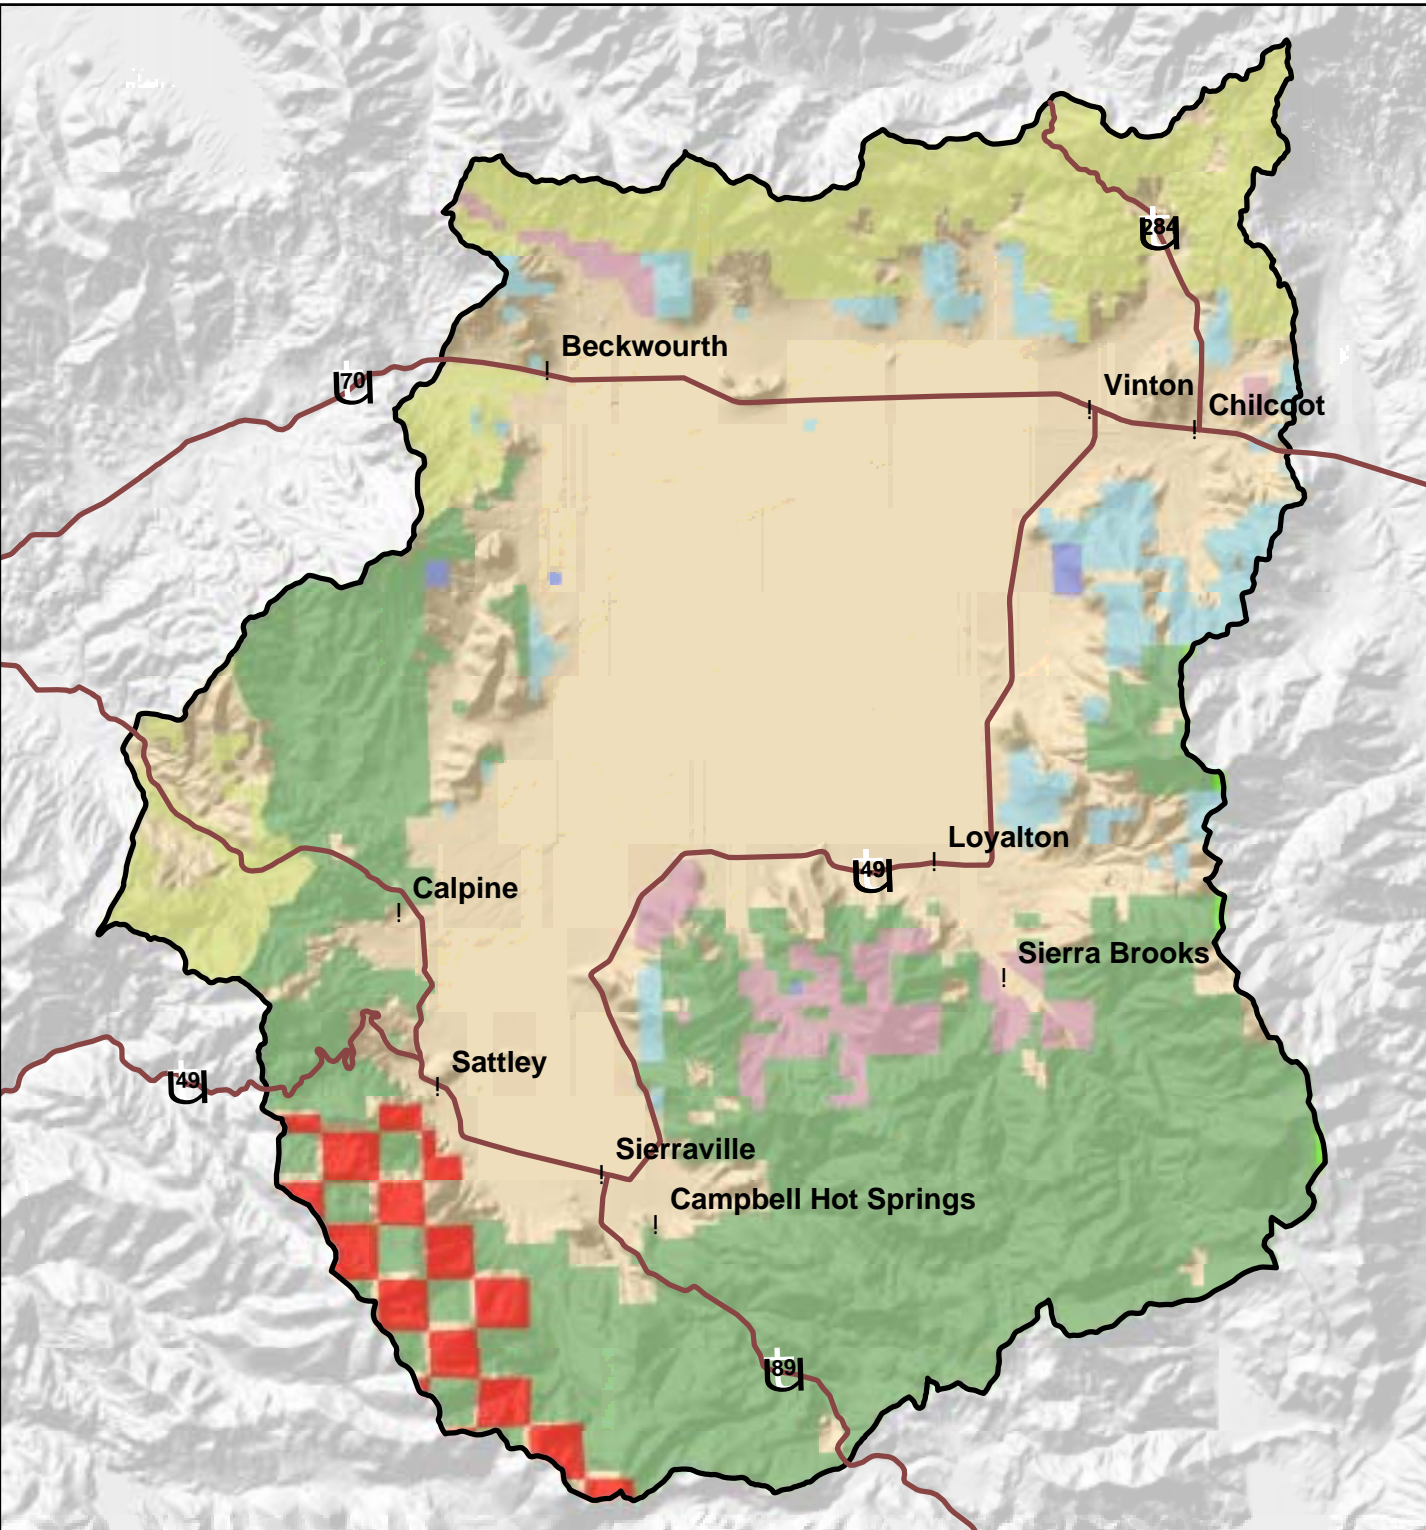 284
Beckwourth
70
Vinton
Chilcoot
Loyalton
49
Calpine
Sierra Brooks
Sattley
49
Sierraville
Campbell Hot Springs
89